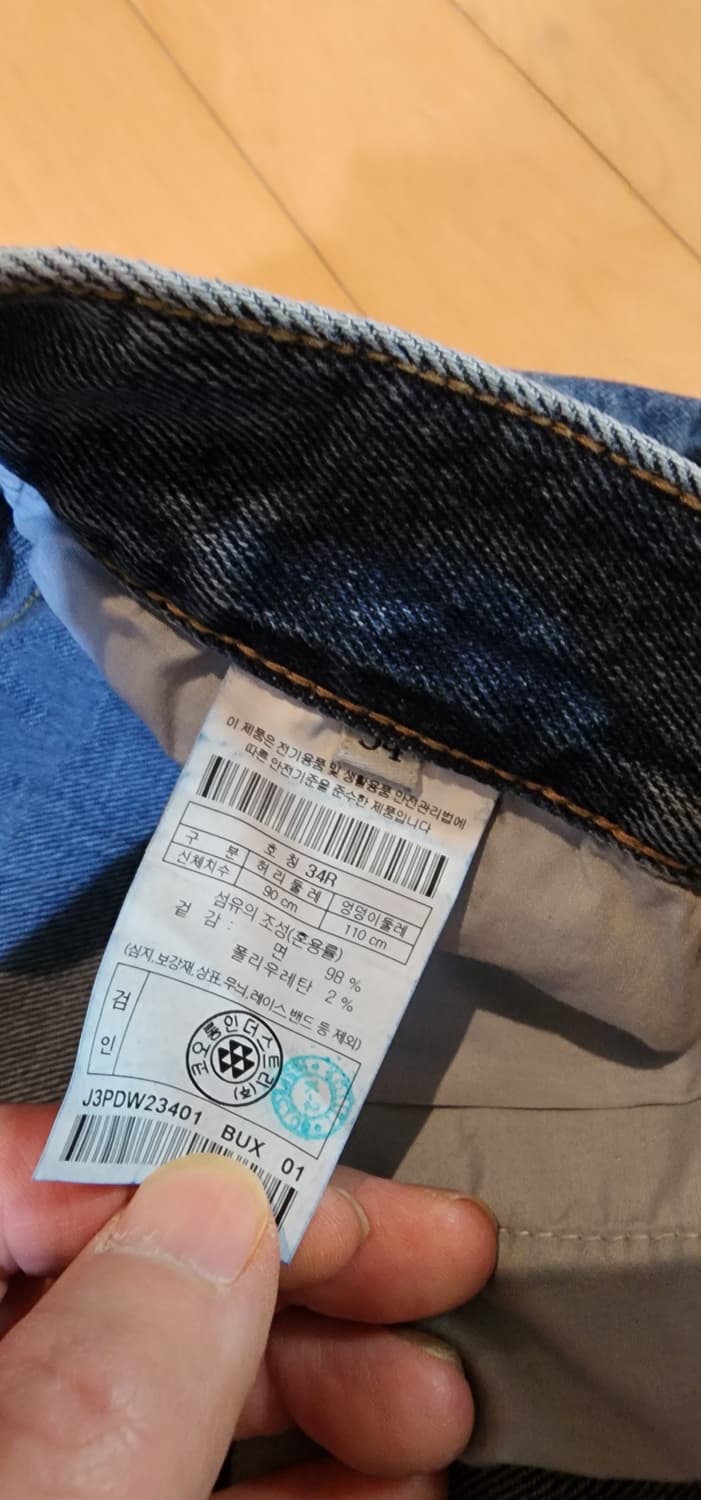 34
이 제품은 전기용품 및 생활용품 안전관리법에
따른 안전기준을 준수한 제품입니다
구 분 호 칭 34R
신체치수 허리둘레 엉덩이둘레
90 cm 110 cm
섬유의 조성(혼용률)
겉 감 : 면 98 %
폴리우레탄 2 %
(심지,보강재,상표,무늬,레이스,밴드 등 제외)
검
인
코오롱인더스트리(주)
J3PDW23401 BUX 01